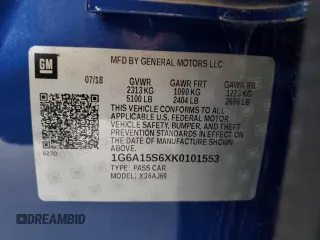 GM
MFD BY GENERAL MOTORS LLC
07/18 GVWR GAWR FRT GAWR RR
2313 KG 1090 KG 1223 KG
5100 LB 2404 LB 2696 LB
THIS VEHICLE CONFORMS TO ALL
APPLICABLE U.S. FEDERAL MOTOR VEHICLE
SAFETY, BUMPER, AND THEFT
PREVENTION STANDARDS IN EFFECT ON THE
DATE OF MANUFACTURE SHOWN ABOVE.
1G6A15S6XK0101553
TYPE: PASS CAR
MODEL:
DREAMBID